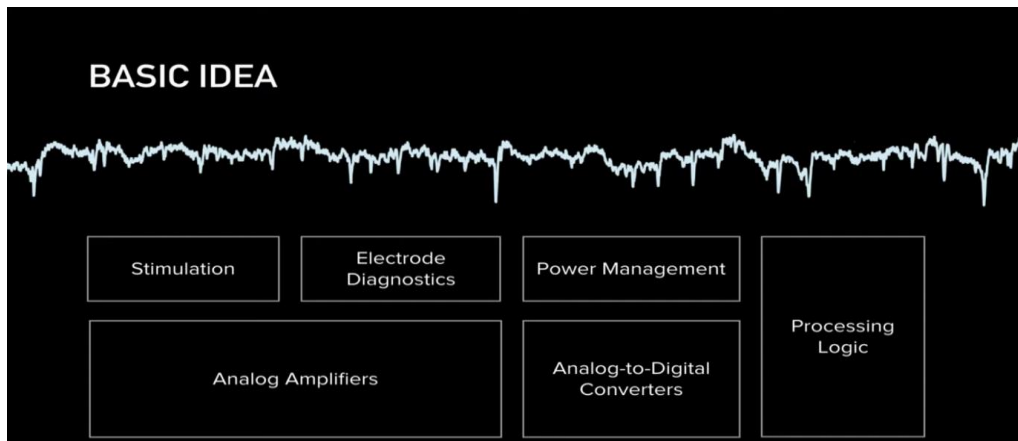 BASIC IDEA
Stimulation
Electrode
Diagnostics
Power Management
Processing
Logic
Analog Amplifiers
Analog-to-Digital
Converters